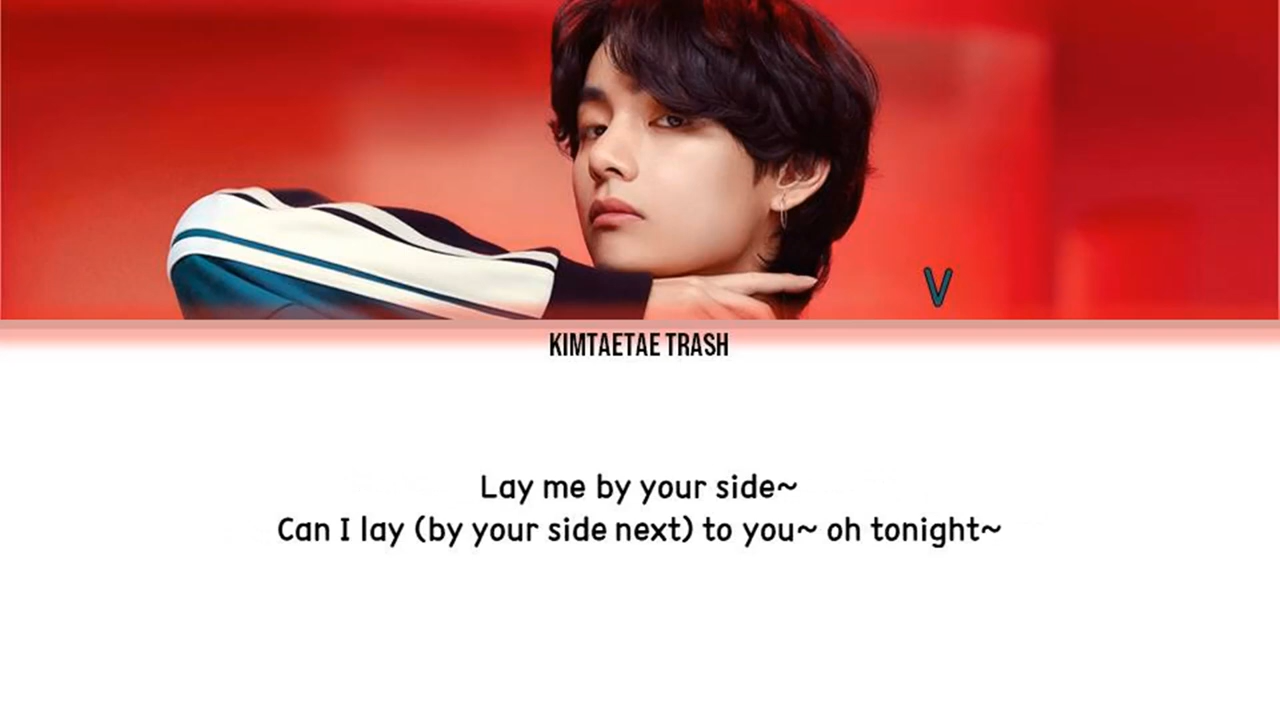 V
KIMTAETAE TRASH
Lay me by your side~
Can I lay (by your side next) to you~ oh tonight~